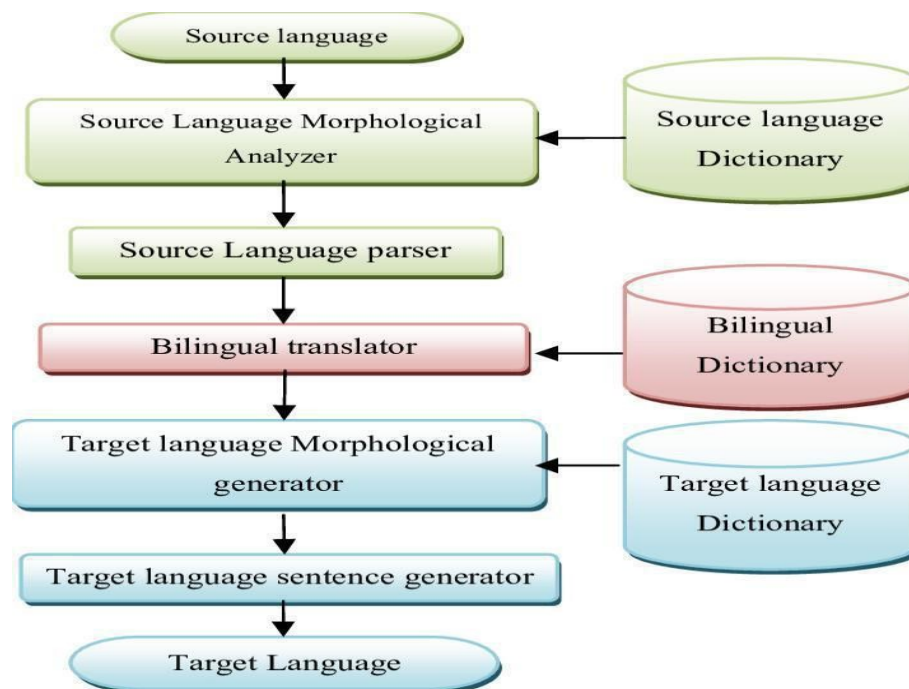 Source language
Source Language Morphological
Analyzer
Source language
Dictionary
Source Language parser
Bilingual translator
Bilingual
Dictionary
Target language Morphological
generator
Target language
Dictionary
Target language sentence generator
Target Language